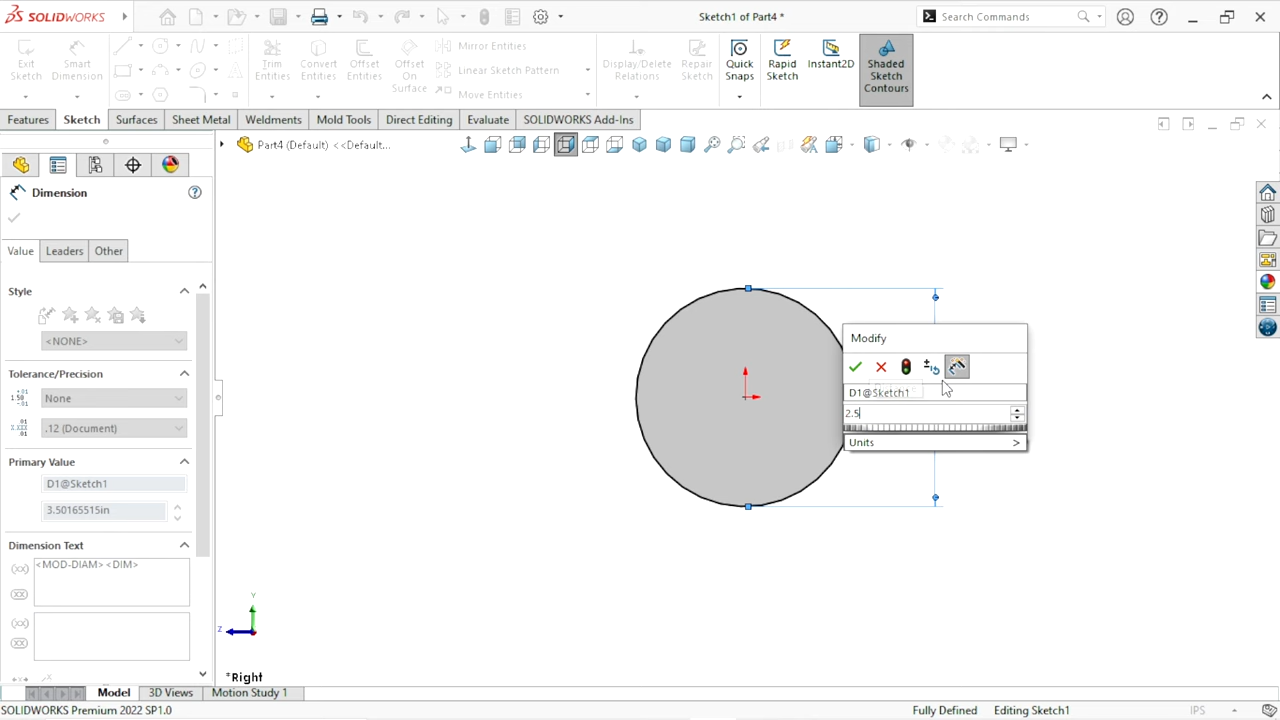 SOLIDWORKS
Sketch1 of Part4 *
Search Commands
Exit Sketch
Smart Dimension
Trim Entities
Convert Entities
Offset Entities
Offset On Surface
Mirror Entities
Linear Sketch Pattern
Move Entities
Display/Delete Relations
Repair Sketch
Quick Snaps
Rapid Sketch
Instant2D
Shaded Sketch Contours
Features
Sketch
Surfaces
Sheet Metal
Weldments
Mold Tools
Direct Editing
Evaluate
SOLIDWORKS Add-Ins
Part4 (Default) <<Default...
Dimension
Value
Leaders
Other
Style
<NONE>
Tolerance/Precision
None
.12 (Document)
Primary Value
D1@Sketch1
3.50165515in
Dimension Text
<MOD-DIAM> <DIM>
Modify
D1@Sketch1
2.5
Units >
Y
Z
*Right
Model
3D Views
Motion Study 1
SOLIDWORKS Premium 2022 SP1.0
Fully Defined
Editing Sketch1
IPS